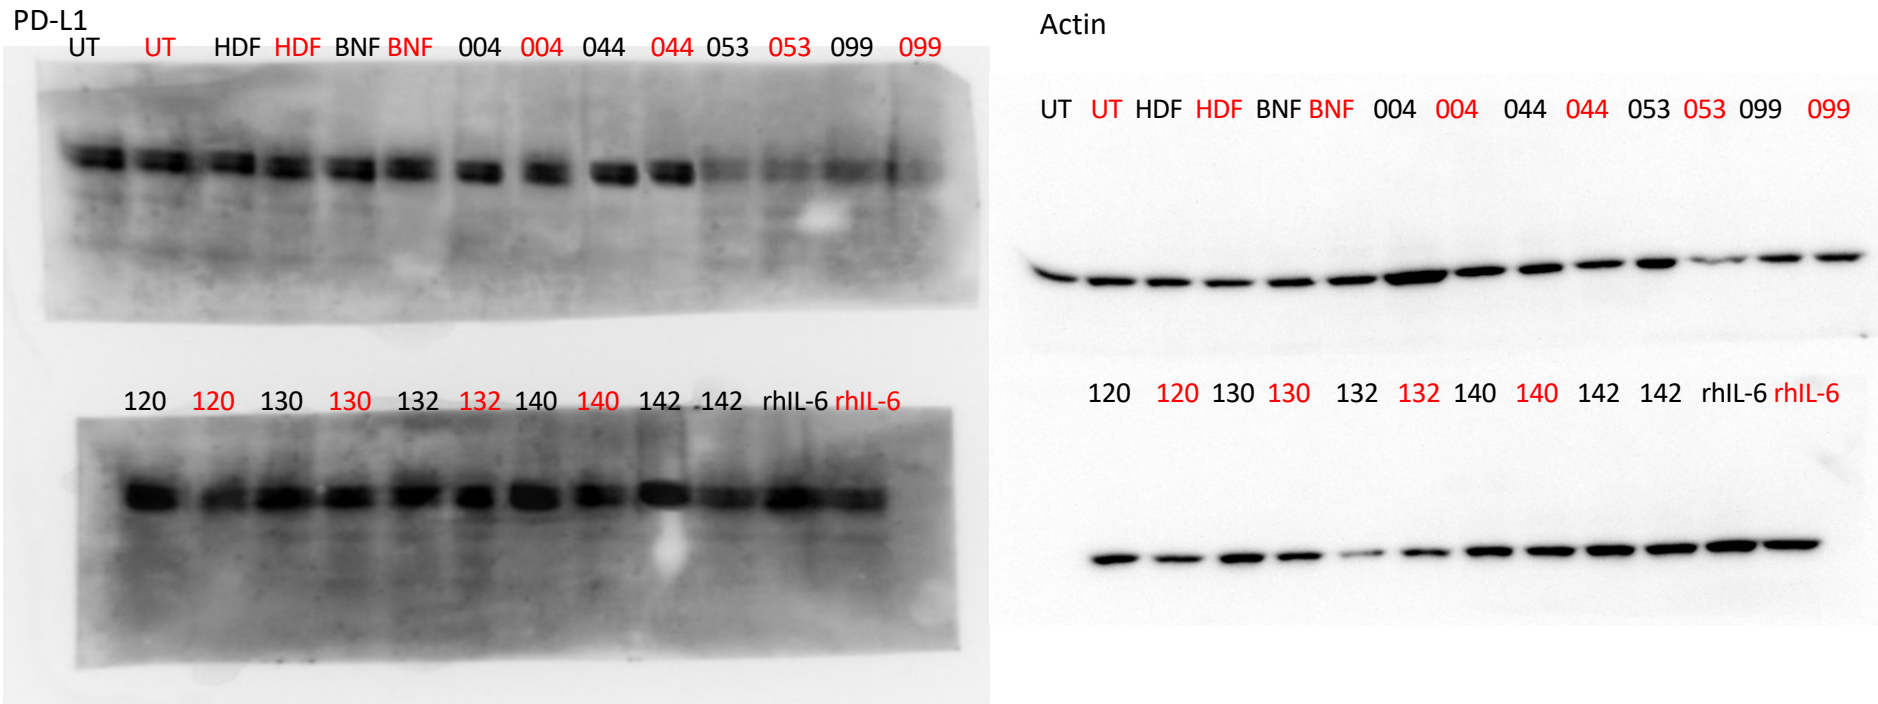 PD-L1
UT UT HDF HDF BNF BNF 004 004 044 044 053 053 099 099
120 120 130 130 132 132 140 140 142 142 rhIL-6 rhIL-6
Actin
UT UT HDF HDF BNF BNF 004 004 044 044 053 053 099 099
120 120 130 130 132 132 140 140 142 142 rhIL-6 rhIL-6